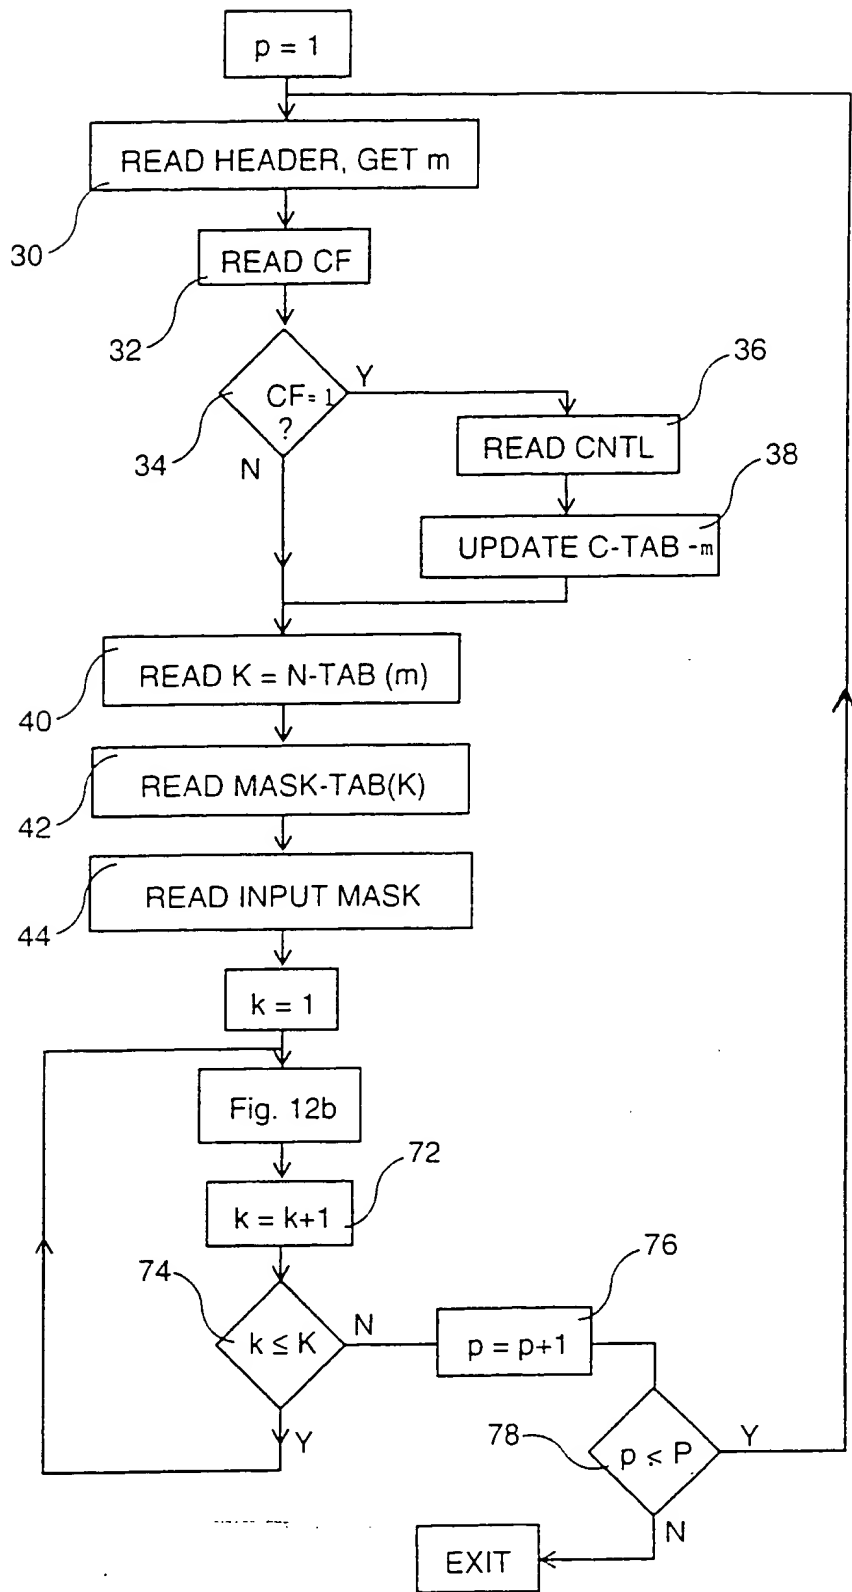 p = 1
READ HEADER, GET m
30
READ CF
32
CF=1
?
Y
N
34
36
READ CNTL
38
UPDATE C-TAB -m
READ K = N-TAB (m)
40
READ MASK-TAB(K)
42
READ INPUT MASK
44
k = 1
Fig. 12b
72
k = k+1
74
k ≤ K
N
Y
76
p = p+1
78
p ≤ P
Y
N
EXIT